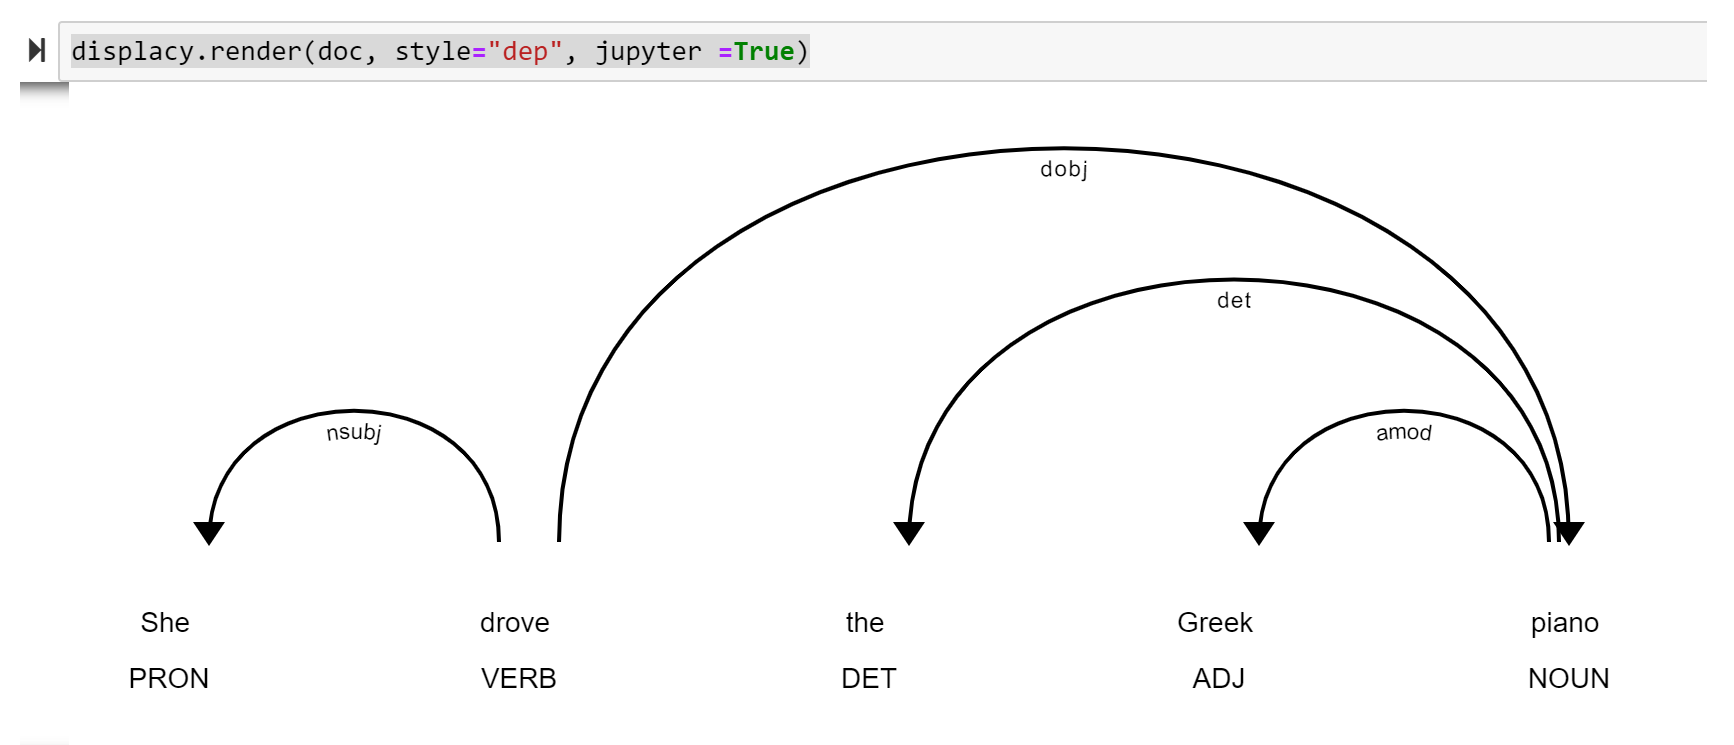 displacy.render(doc, style="dep", jupyter =True)
dobj
det
nsubj
amod
She drove the Greek piano
PRON VERB DET ADJ NOUN